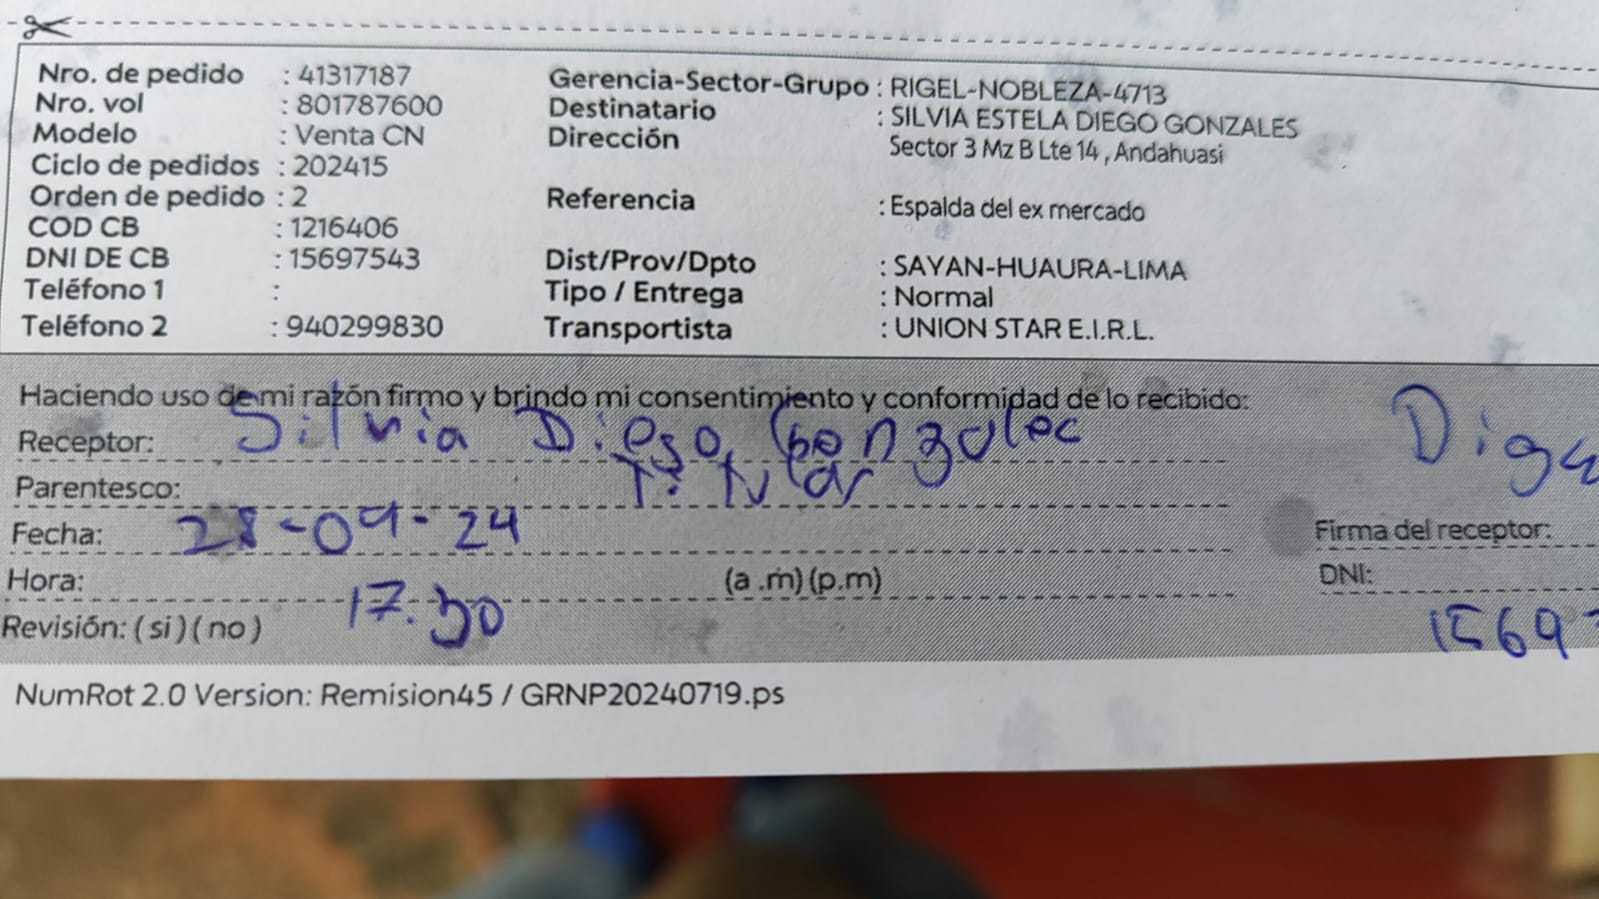 Nro. de pedido : 41317187
Nro. vol : 801787600
Modelo : Venta CN
Ciclo de pedidos : 202415
Orden de pedido : 2
COD CB : 1216406
DNI DE CB : 15697543
Teléfono 1 :
Teléfono 2 : 940299830
Gerencia-Sector-Grupo : RIGEL-NOBLEZA-4713
Destinatario : SILVIA ESTELA DIEGO GONZALES
Dirección Sector 3 Mz B Lte 14 , Andahuasi
Referencia : Espalda del ex mercado
Dist/Prov/Dpto : SAYAN-HUAURA-LIMA
Tipo / Entrega : Normal
Transportista : UNION STAR E.I.R.L.
Haciendo uso de mi razón firmo y brindo mi consentimiento y conformidad de lo recibido:
Receptor: Silvia Diego Gonzales
Parentesco: Titular
Fecha: 28-09-24
Hora: 17.50 (a .m) (p.m)
Revisión: ( si ) ( no )
Firma del receptor:
DNI:
1569
NumRot 2.0 Version: Remision45 / GRNP20240719.ps